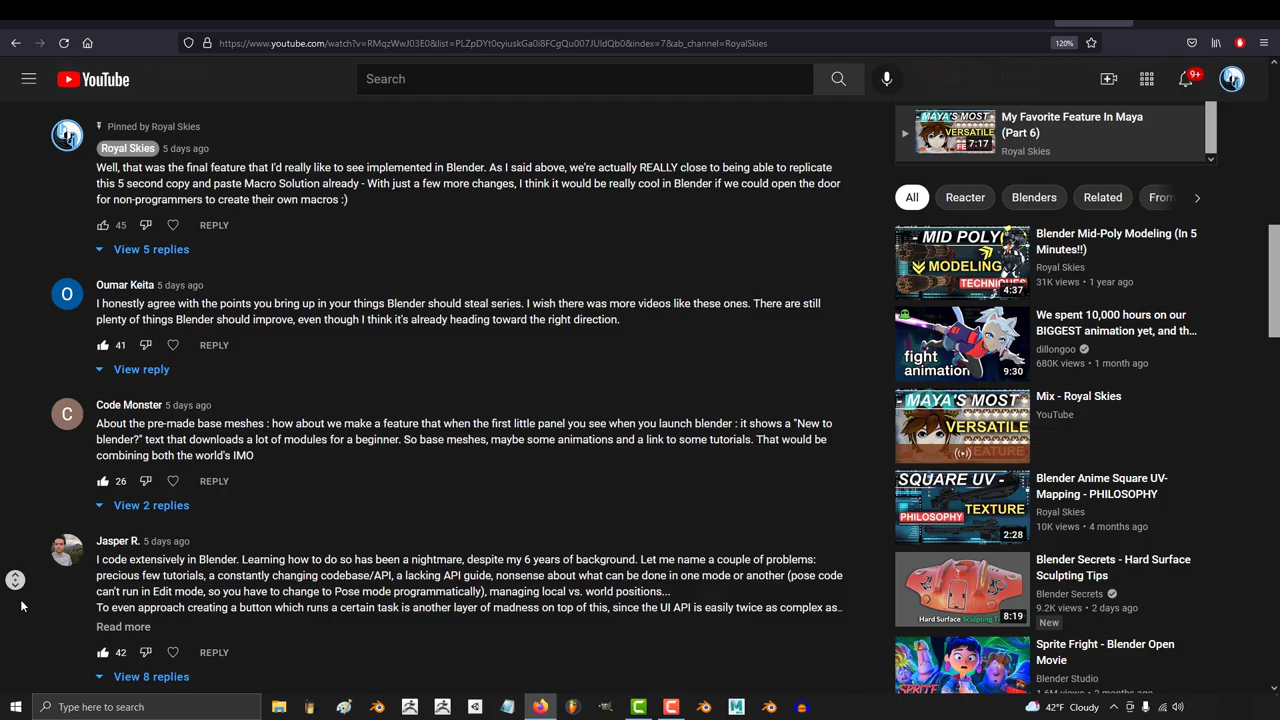 https://www.youtube.com/watch?v=RMqzWwJ03E0&list=PLZpDYt0cyiuskGa0i8FCgQu007JUIdQb0&index=7&ab_channel=RoyalSkies
120%
YouTube
Search
9+
Pinned by Royal Skies
Royal Skies 5 days ago
Well, that was the final feature that I'd really like to see implemented in Blender. As I said above, we're actually REALLY close to being able to replicate
this 5 second copy and paste Macro Solution already - With just a few more changes, I think it would be really cool in Blender if we could open the door
for non-programmers to create their own macros :)
45 REPLY
View 5 replies
O
Oumar Keita 5 days ago
I honestly agree with the points you bring up in your things Blender should steal series. I wish there was more videos like these ones. There are still
plenty of things Blender should improve, even though I think it's already heading toward the right direction.
41 REPLY
View reply
C
Code Monster 5 days ago
About the pre-made base meshes : how about we make a feature that when the first little panel you see when you launch blender : it shows a "New to
blender?" text that downloads a lot of modules for a beginner. So base meshes, maybe some animations and a link to some tutorials. That would be
combining both the world's IMO
26 REPLY
View 2 replies
Jasper R. 5 days ago
I code extensively in Blender. Learning how to do so has been a nightmare, despite my 6 years of background. Let me name a couple of problems:
precious few tutorials, a constantly changing codebase/API, a lacking API guide, nonsense about what can be done in one mode or another (pose code
can't run in Edit mode, so you have to change to Pose mode programmatically), managing local vs. world positions...
To even approach creating a button which runs a certain task is another layer of madness on top of this, since the UI API is easily twice as complex as…
Read more
42 REPLY
View 8 replies
MAYA'S MOST
VERSATILE
7:17
My Favorite Feature In Maya
(Part 6)
Royal Skies
All Reacter Blenders Related From
- MID POLY
MODELING
TECHNIQUES
4:37
Blender Mid-Poly Modeling (In 5
Minutes!!)
Royal Skies
31K views • 1 year ago
fight
animation
9:30
We spent 10,000 hours on our
BIGGEST animation yet, and th…
dillongoo
680K views • 1 month ago
MAYA'S MOST
VERSATILE
FEATURE
Mix - Royal Skies
YouTube
SQUARE UV -
TEXTURE
PHILOSOPHY
2:28
Blender Anime Square UV-
Mapping - PHILOSOPHY
Royal Skies
10K views • 4 months ago
Hard Surface Sculpting Tips
8:19
Blender Secrets - Hard Surface
Sculpting Tips
Blender Secrets
9.2K views • 2 days ago
New
SPRITE
Sprite Fright - Blender Open
Movie
Blender Studio
Type here to search
42°F Cloudy